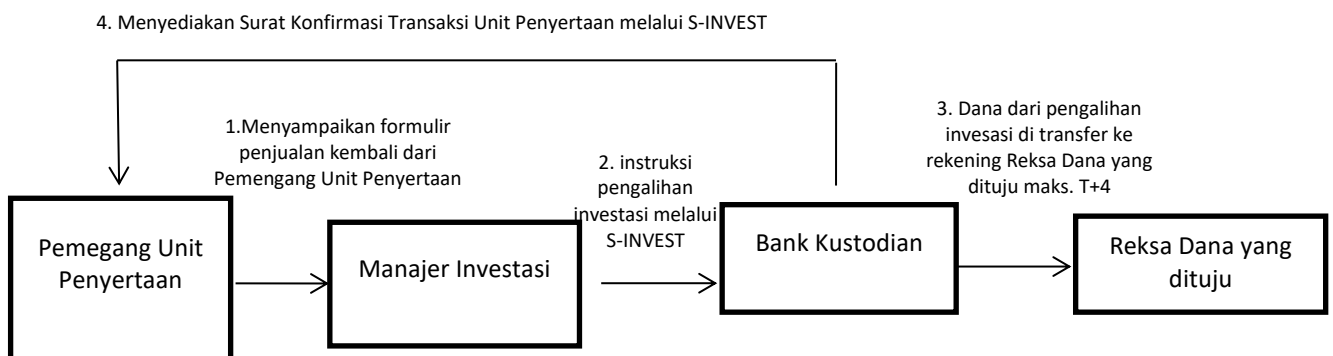 4. Menyediakan Surat Konfirmasi Transaksi Unit Penyertaan melalui S-INVEST
1.Menyampaikan formulir
penjualan kembali dari
Pemengang Unit Penyertaan
2. instruksi
pengalihan
investasi melalui
S-INVEST
3. Dana dari pengalihan
invesasi di transfer ke
rekening Reksa Dana yang
dituju maks. T+4
Pemegang Unit
Penyertaan
Manajer Investasi
Bank Kustodian
Reksa Dana yang
dituju